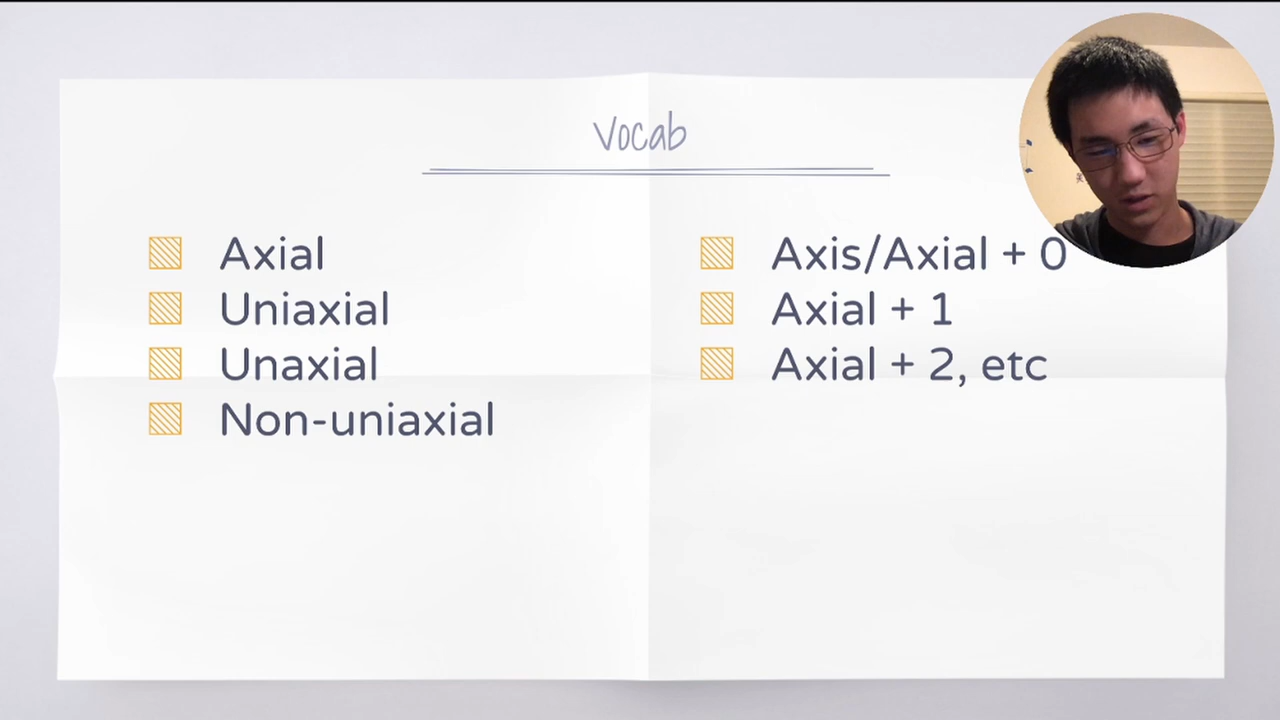 Vocab
Axial
Uniaxial
Unaxial
Non-uniaxial
Axis/Axial + 0
Axial + 1
Axial + 2, etc